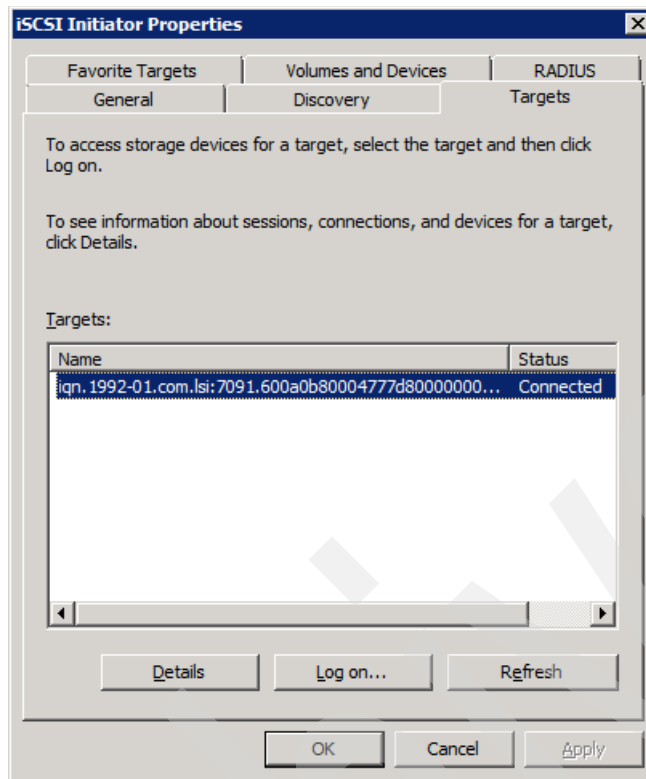 iSCSI Initiator Properties
Favorite Targets Volumes and Devices RADIUS
General Discovery Targets
To access storage devices for a target, select the target and then click
Log on.
To see information about sessions, connections, and devices for a target,
click Details.
Targets:
Name Status
iqn.1992-01.com.lsi:7091.600a0b80004777d80000000... Connected
Details Log on... Refresh
OK Cancel Apply